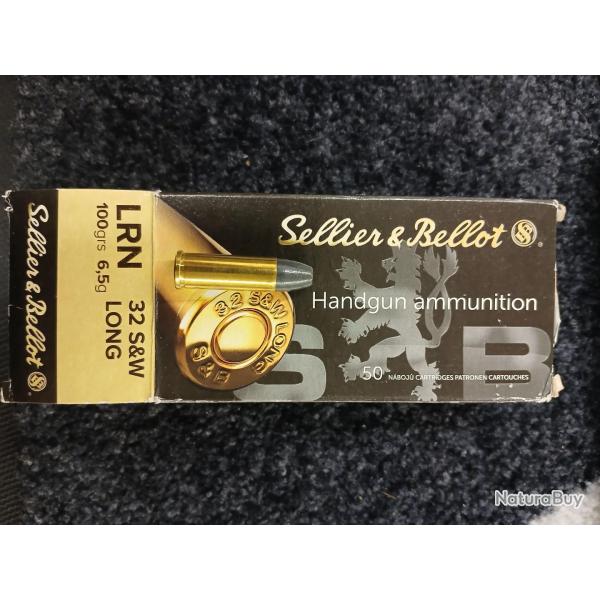 Sellier & Bellot
LRN 32 S&W
100grs 6,5g LONG
Sellier & Bellot
Handgun ammunition
S B
50 NÁBOJŮ CARTRIDGES PATRONEN CARTOUCHES
32 S&W LONG
S&B
NaturaBuy